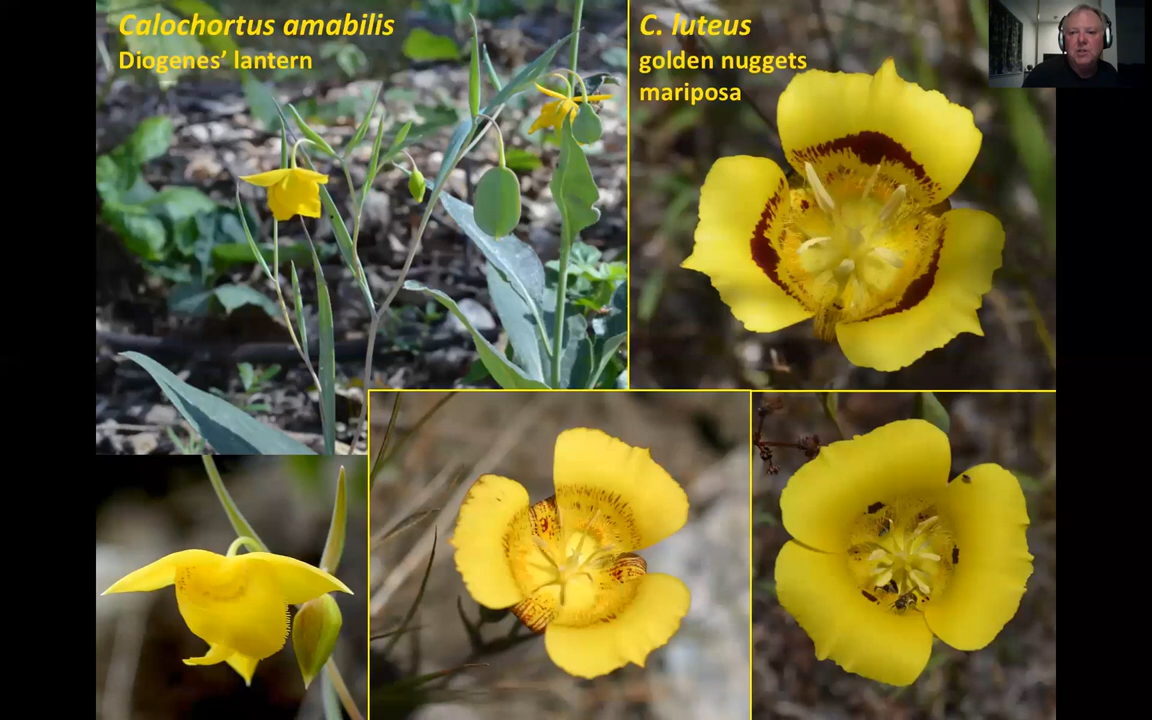 Calochortus amabilis
Diogenes’ lantern
C. luteus
golden nuggets
mariposa